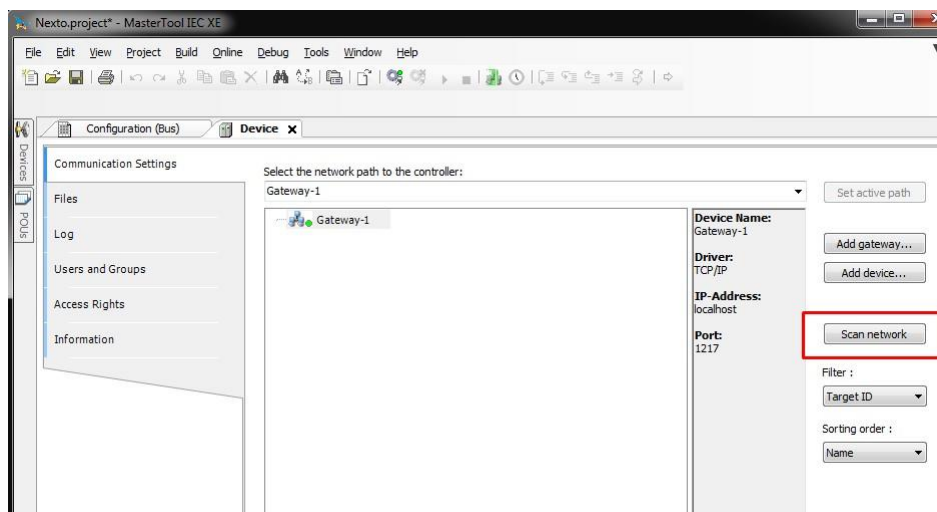 Nexto.project* - MasterTool IEC XE
File Edit View Project Build Online Debug Tools Window Help
Configuration (Bus) Device
Devices
POUs
Communication Settings
Files
Log
Users and Groups
Access Rights
Information
Select the network path to the controller:
Gateway-1
Set active path
Gateway-1
Device Name:
Gateway-1
Driver:
TCP/IP
IP-Address:
localhost
Port:
1217
Add gateway...
Add device...
Scan network
Filter :
Target ID
Sorting order :
Name